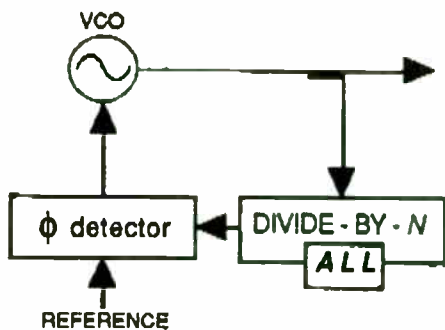 VCO
ϕ detector
DIVIDE - BY - N
ALL
REFERENCE